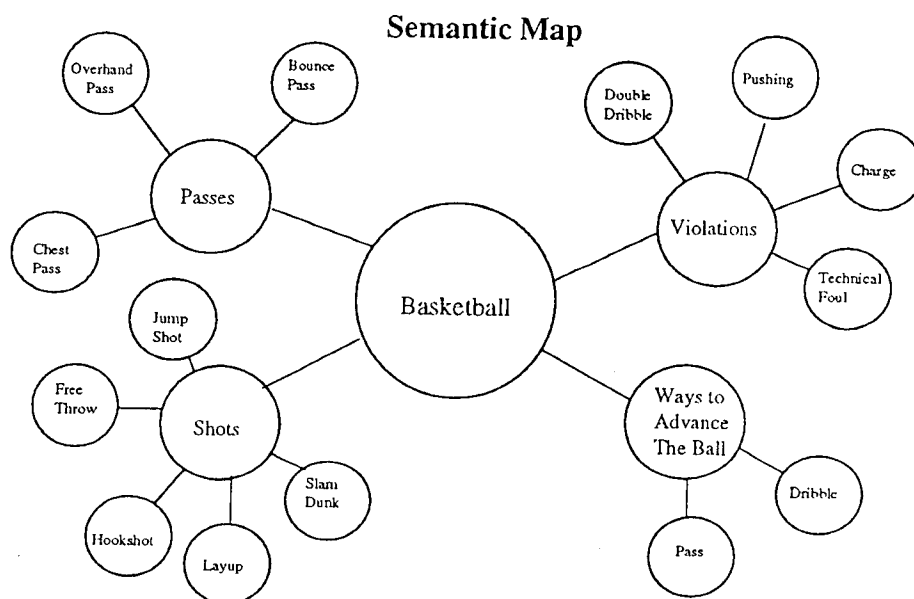 Semantic Map
Overhand
Pass
Bounce
Pass
Passes
Chest
Pass
Double
Dribble
Pushing
Charge
Violations
Technical
Foul
Basketball
Jump
Shot
Free
Throw
Shots
Slam
Dunk
Hookshot
Layup
Ways to
Advance
The Ball
Dribble
Pass